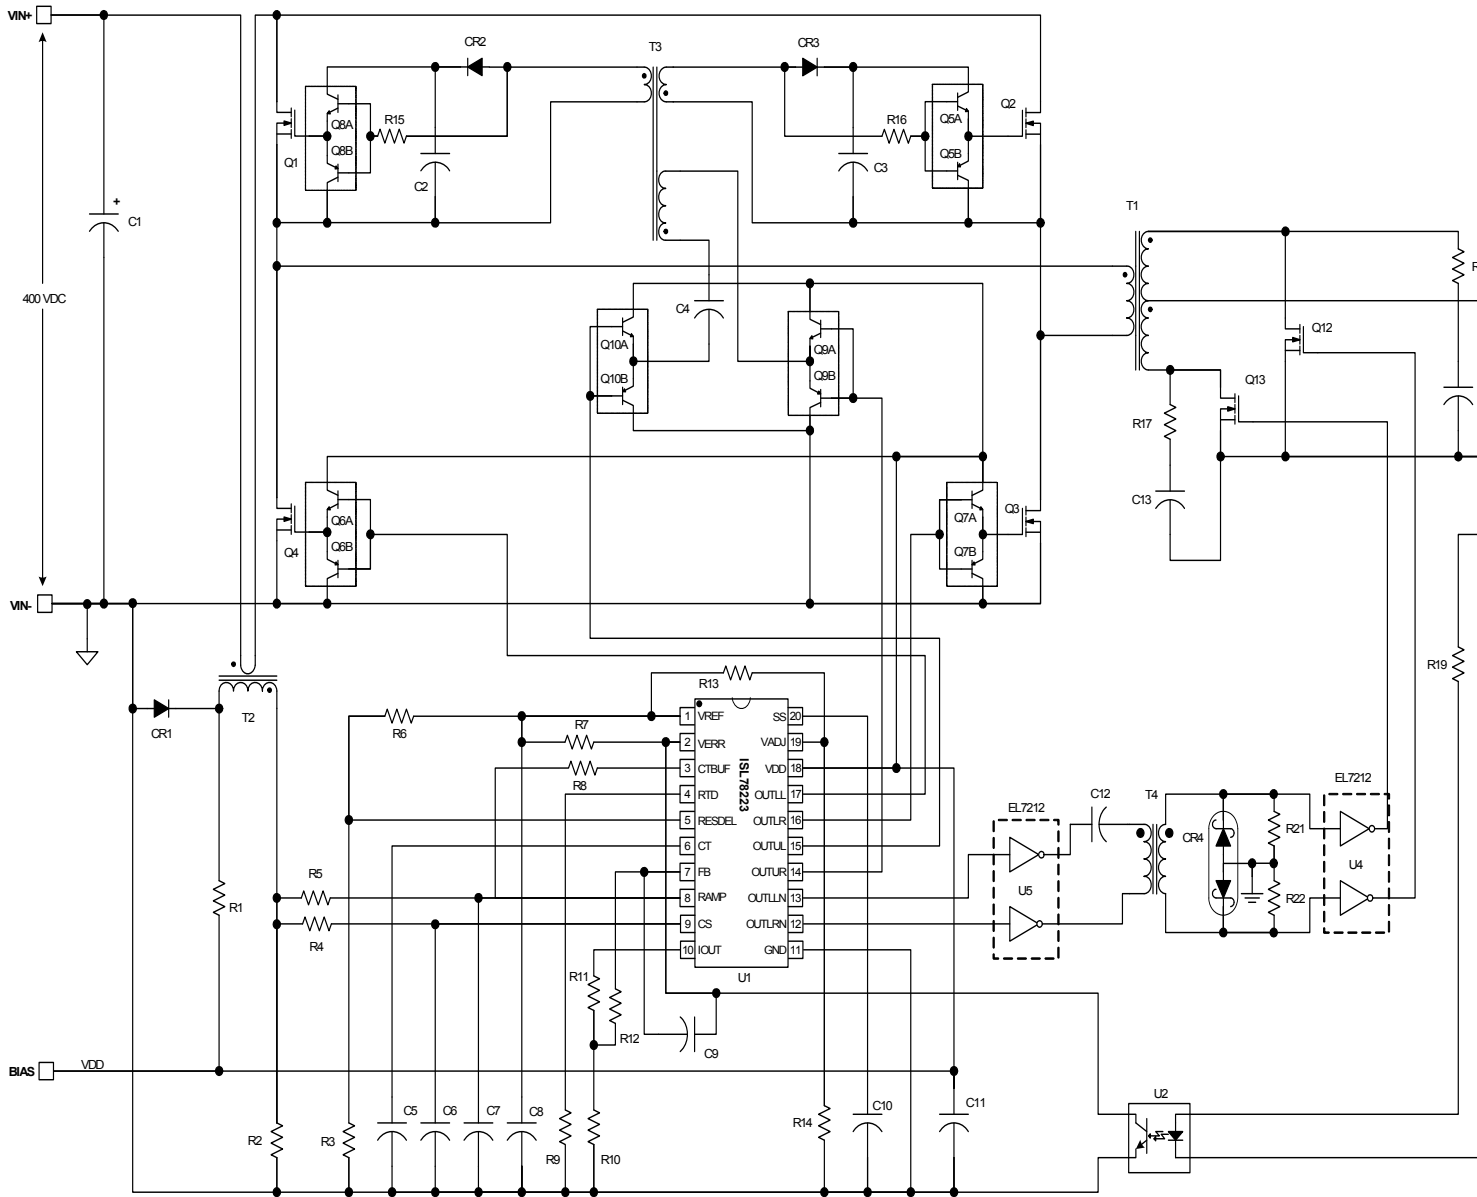 VIN+
CR2
T3
CR3
Q8A
Q8B
R15
Q1
C2
R16
C3
Q5A
Q5B
Q2
+
C1
T1
400 VDC
C4
Q10A
Q10B
Q9A
Q9B
R
Q12
Q13
R17
C13
Q6A
Q6B
Q4
Q7A
Q7B
Q3
VIN-
R19
T2
CR1
R13
R6
R7
R8
1 VREF
2 VERR
3 CTBUF
4 RTD
5 RESDEL
6 CT
7 FB
8 RAMP
9 CS
10 IOUT
ISL78223
SS 20
VADJ 19
VDD 18
OUTLL 17
OUTLR 16
OUTUL 15
OUTUR 14
OUTLLN 13
OUTLRN 12
GND 11
U1
EL7212
U5
C12
T4
CR4
R21
R22
EL7212
U4
R5
R4
R1
R11
R12
C9
BIAS
VDD
R2
R3
C5
C6
C7
C8
R9
R10
R14
C10
C11
U2